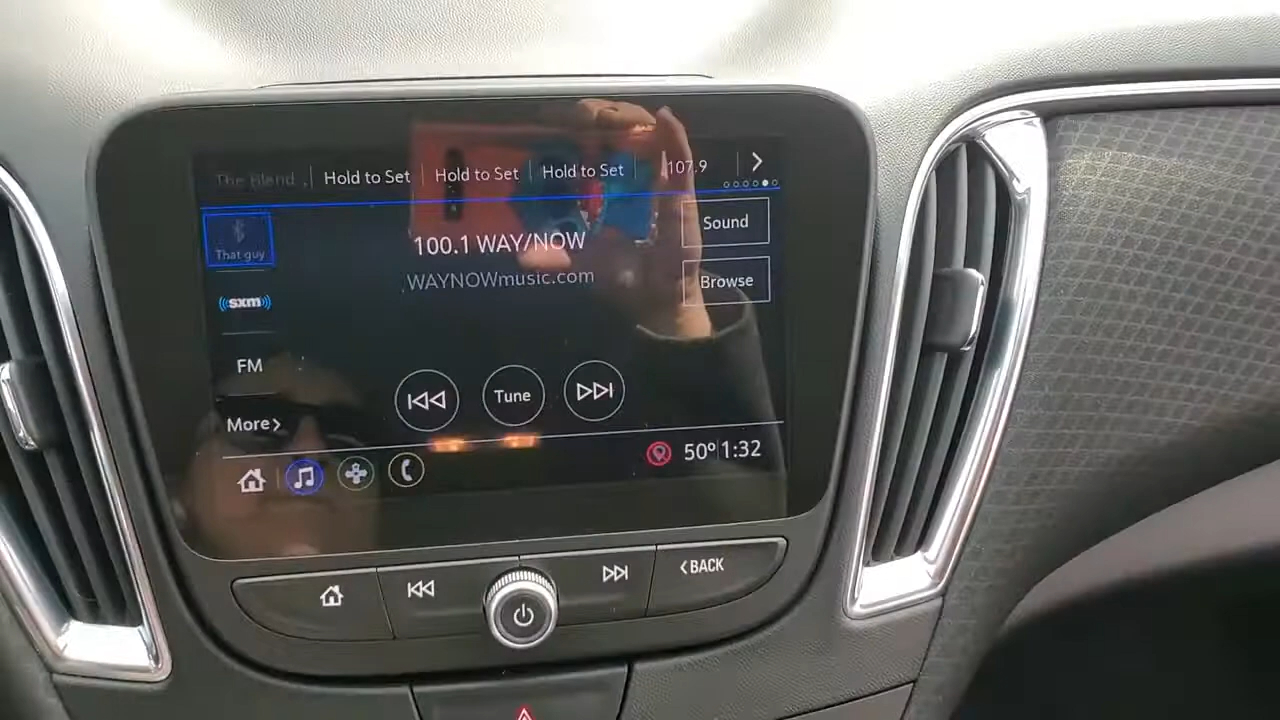 The Blend
Hold to Set
Hold to Set
Hold to Set
107.9
That guy
100.1 WAY/NOW
Sound
WAYNOWmusic.com
Browse
((sxm))
FM
Tune
More
50° 1:32
BACK